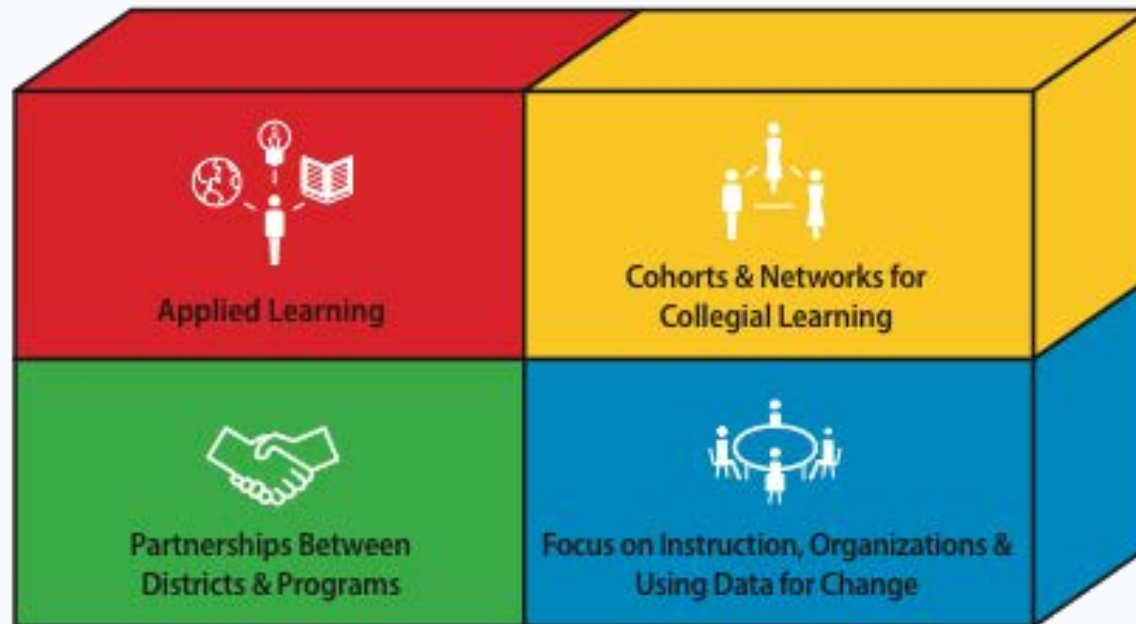 Applied Learning
Cohorts & Networks for
Collegial Learning
Partnerships Between
Districts & Programs
Focus on Instruction, Organizations &
Using Data for Change